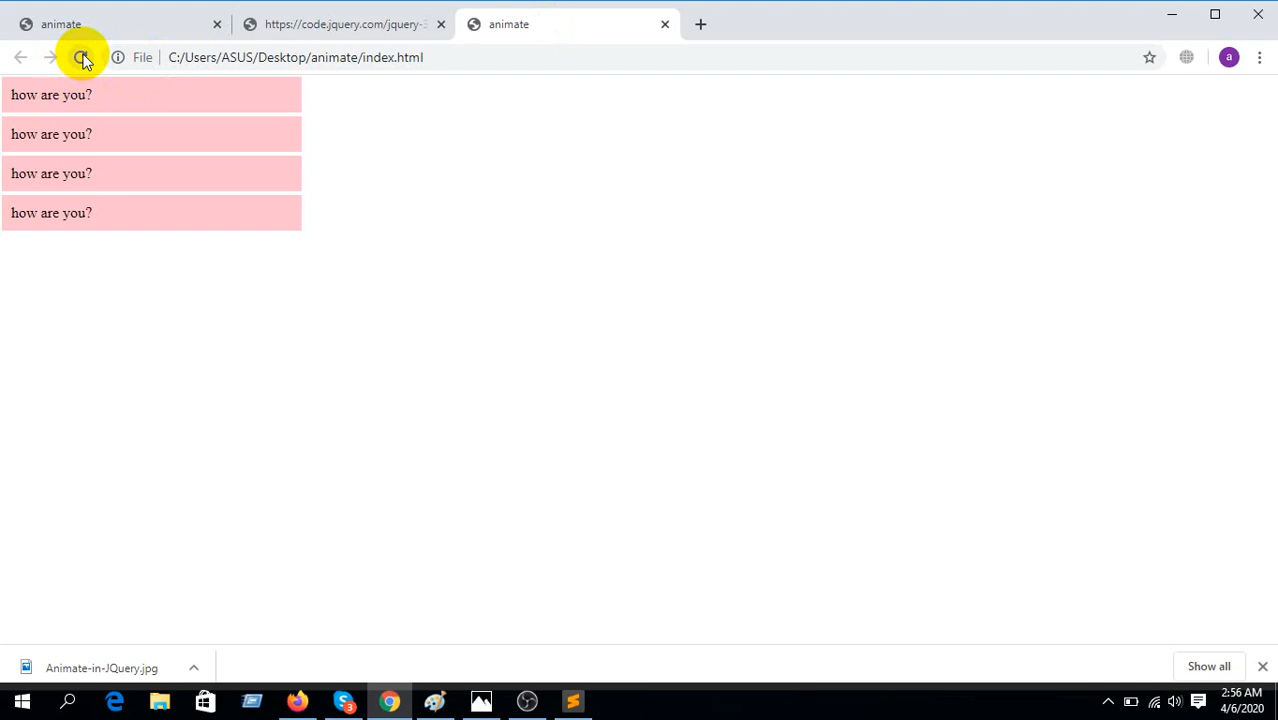 animate
https://code.jquery.com/jquery-3
animate
File
C:/Users/ASUS/Desktop/animate/index.html
a
how are you?
how are you?
how are you?
how are you?
Animate-in-JQuery.jpg
Show all
3
2:56 AM
4/6/2020